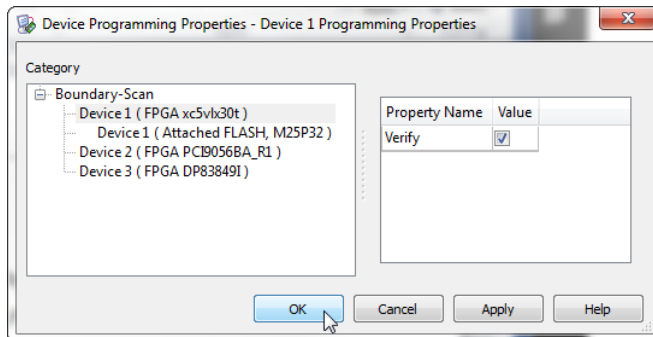 Device Programming Properties - Device 1 Programming Properties
Category
Boundary-Scan
Device 1 ( FPGA xc5vlx30t )
Device 1 ( Attached FLASH, M25P32 )
Device 2 ( FPGA PCI9056BA_R1 )
Device 3 ( FPGA DP83849I )
Property Name Value
Verify
OK Cancel Apply Help